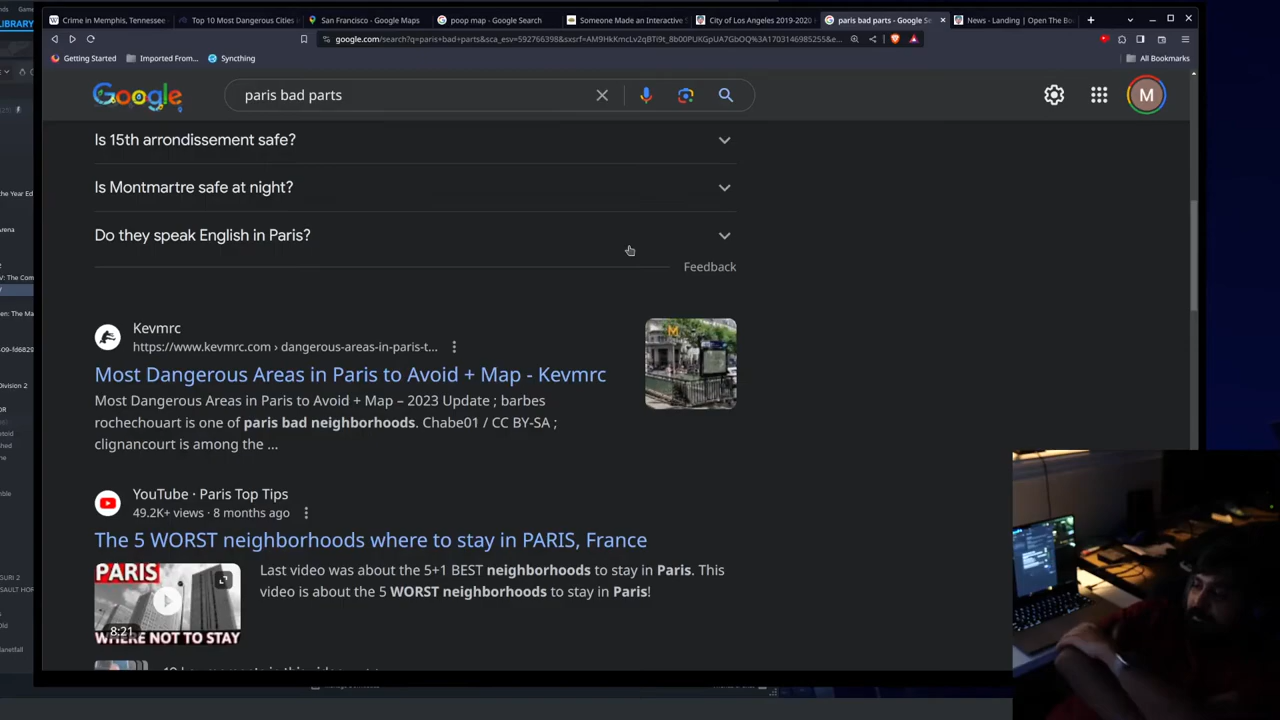 Crime in Memphis, Tennessee -
Top 10 Most Dangerous Cities i
San Francisco - Google Maps
poop map - Google Search
Someone Made an Interactive
City of Los Angeles 2019-2020
paris bad parts - Google Se
News - Landing | Open The Bo
Getting Started
Imported From...
Syncthing
All Bookmarks
Google
paris bad parts
M
Is 15th arrondissement safe?
Is Montmartre safe at night?
Do they speak English in Paris?
Feedback
Kevmrc
https://www.kevmrc.com › dangerous-areas-in-paris-t...
Most Dangerous Areas in Paris to Avoid + Map - Kevmrc
Most Dangerous Areas in Paris to Avoid + Map – 2023 Update ; barbes
rochechouart is one of paris bad neighborhoods. Chabe01 / CC BY-SA ;
clignancourt is among the ...
YouTube · Paris Top Tips
49.2K+ views · 8 months ago
The 5 WORST neighborhoods where to stay in PARIS, France
PARIS
8:21
WHERE NOT TO STAY
Last video was about the 5+1 BEST neighborhoods to stay in Paris. This
video is about the 5 WORST neighborhoods to stay in Paris!